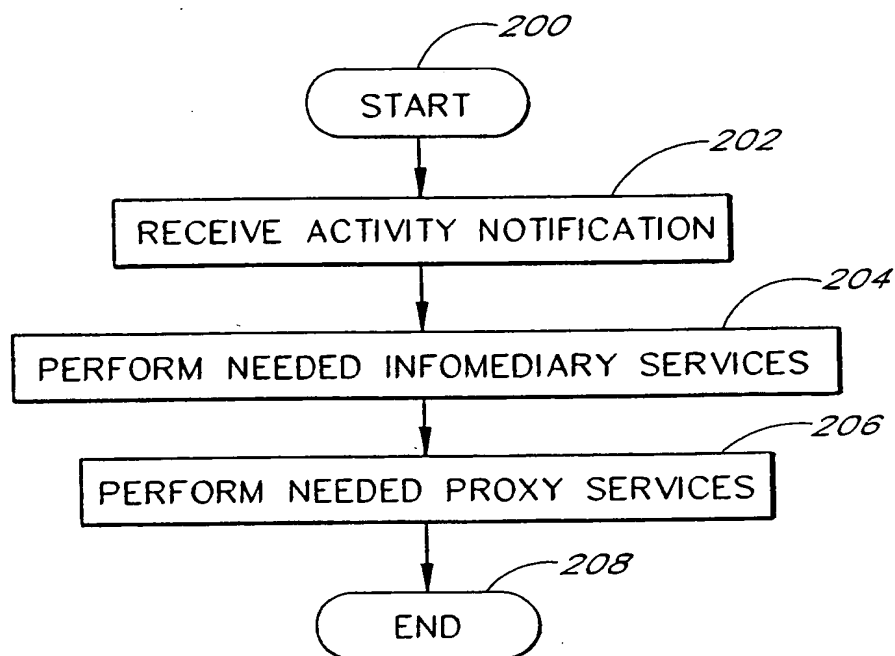 200
START
202
RECEIVE ACTIVITY NOTIFICATION
204
PERFORM NEEDED INFOMEDIARY SERVICES
206
PERFORM NEEDED PROXY SERVICES
208
END